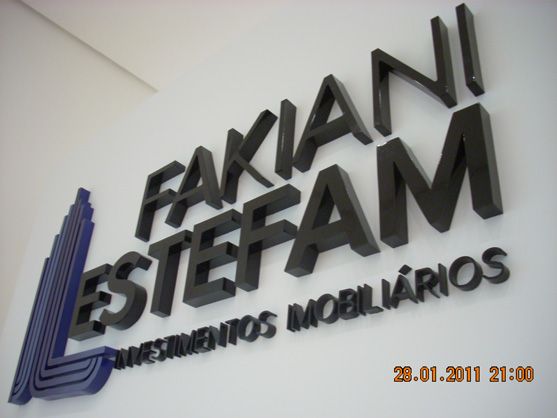 FAKIANI
ESTEFAM
INVESTIMENTOS IMOBILIÁRIOS
28.01.2011 21:00